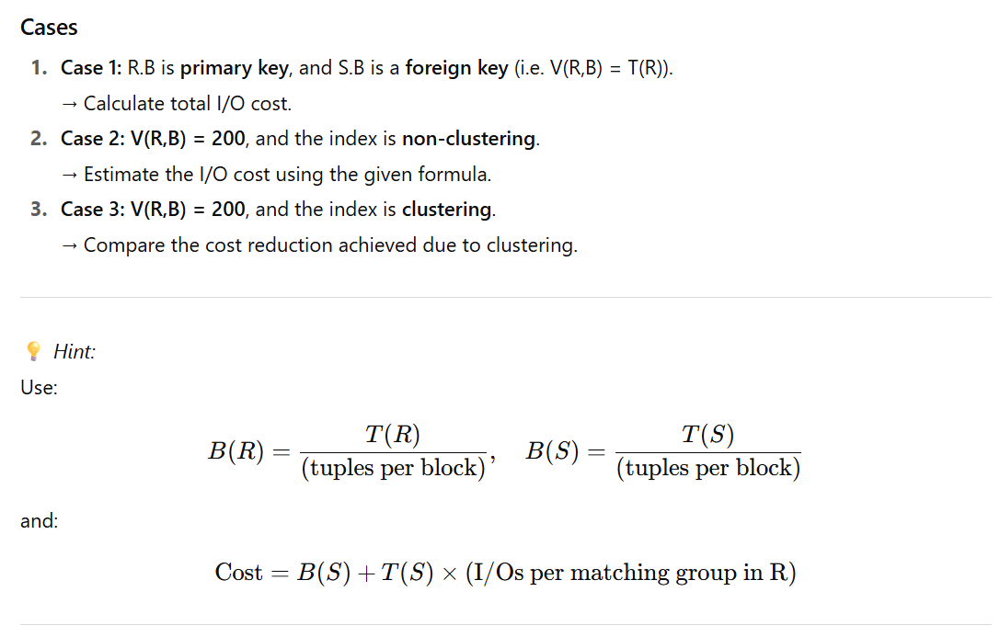 Cases
1. Case 1: R.B is primary key, and S.B is a foreign key (i.e. V(R,B) = T(R)).
→ Calculate total I/O cost.
2. Case 2: V(R,B) = 200, and the index is non-clustering.
→ Estimate the I/O cost using the given formula.
3. Case 3: V(R,B) = 200, and the index is clustering.
→ Compare the cost reduction achieved due to clustering.
💡 Hint:
Use:
B(R) = T(R) / (tuples per block), B(S) = T(S) / (tuples per block)
and:
Cost = B(S) + T(S) × (I/Os per matching group in R)